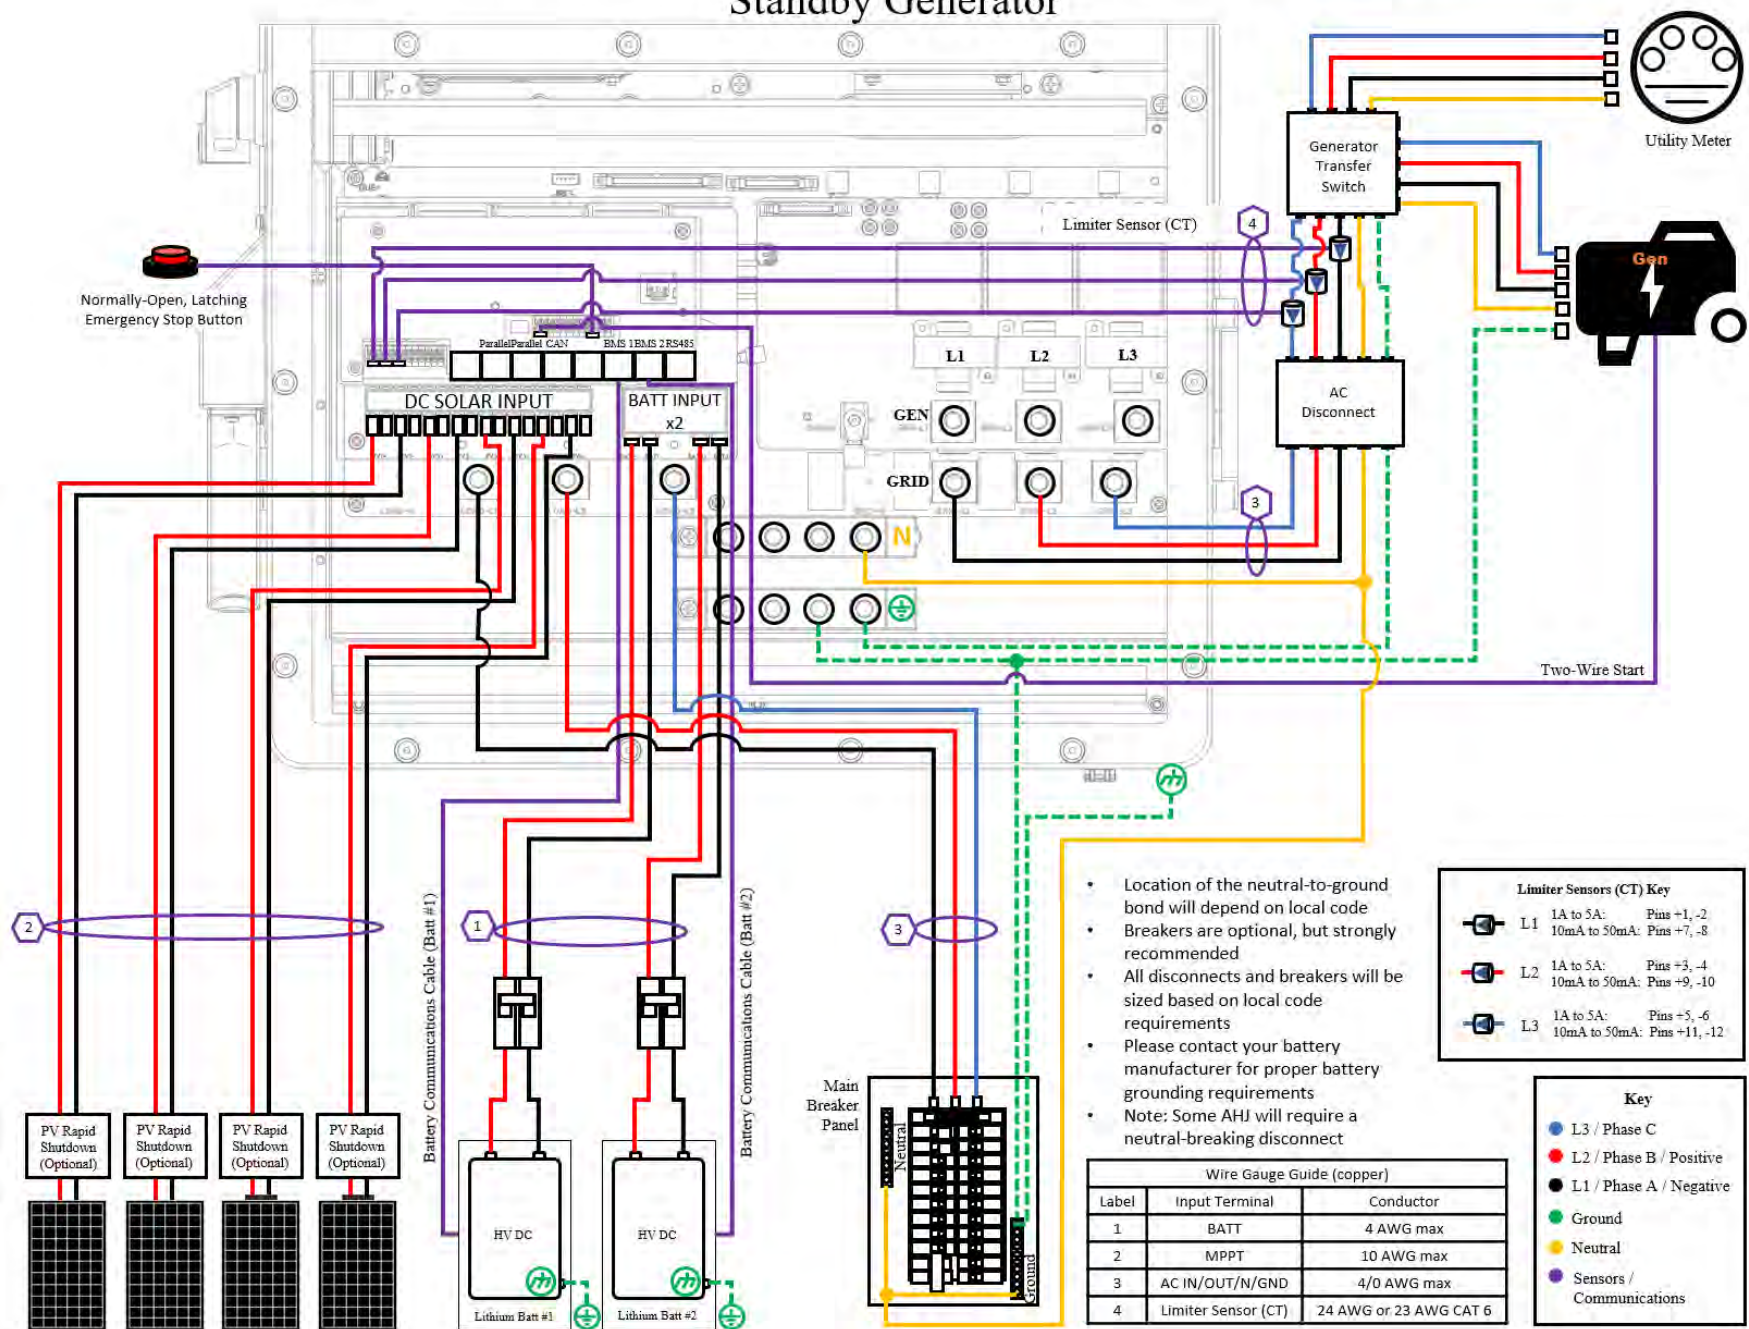 Standby Generator
Utility Meter
Generator
Transfer
Switch
Limiter Sensor (CT)
4
Gen
Normally-Open, Latching
Emergency Stop Button
Parallel Parallel CAN BMS 1 BMS 2 RS485
L1 L2 L3
DC SOLAR INPUT
BATT INPUT
x2
AC
Disconnect
GEN
GRID
3
N
Two-Wire Start
2
1
3
Battery Communications Cable (Batt #1)
Battery Communications Cable (Batt #2)
• Location of the neutral-to-ground
bond will depend on local code
• Breakers are optional, but strongly
recommended
• All disconnects and breakers will be
sized based on local code
requirements
• Please contact your battery
manufacturer for proper battery
grounding requirements
• Note: Some AHJ will require a
neutral-breaking disconnect
Limiter Sensors (CT) Key
L1 1A to 5A: Pins +1, -2
10mA to 50mA: Pins +7, -8
L2 1A to 5A: Pins +3, -4
10mA to 50mA: Pins +9, -10
L3 1A to 5A: Pins +5, -6
10mA to 50mA: Pins +11, -12
Main
Breaker
Panel
Neutral
Ground
PV Rapid
Shutdown
(Optional)
PV Rapid
Shutdown
(Optional)
PV Rapid
Shutdown
(Optional)
PV Rapid
Shutdown
(Optional)
HV DC
Lithium Batt #1
HV DC
Lithium Batt #2
Wire Gauge Guide (copper)
Label Input Terminal Conductor
1 BATT 4 AWG max
2 MPPT 10 AWG max
3 AC IN/OUT/N/GND 4/0 AWG max
4 Limiter Sensor (CT) 24 AWG or 23 AWG CAT 6
Key
L3 / Phase C
L2 / Phase B / Positive
L1 / Phase A / Negative
Ground
Neutral
Sensors /
Communications